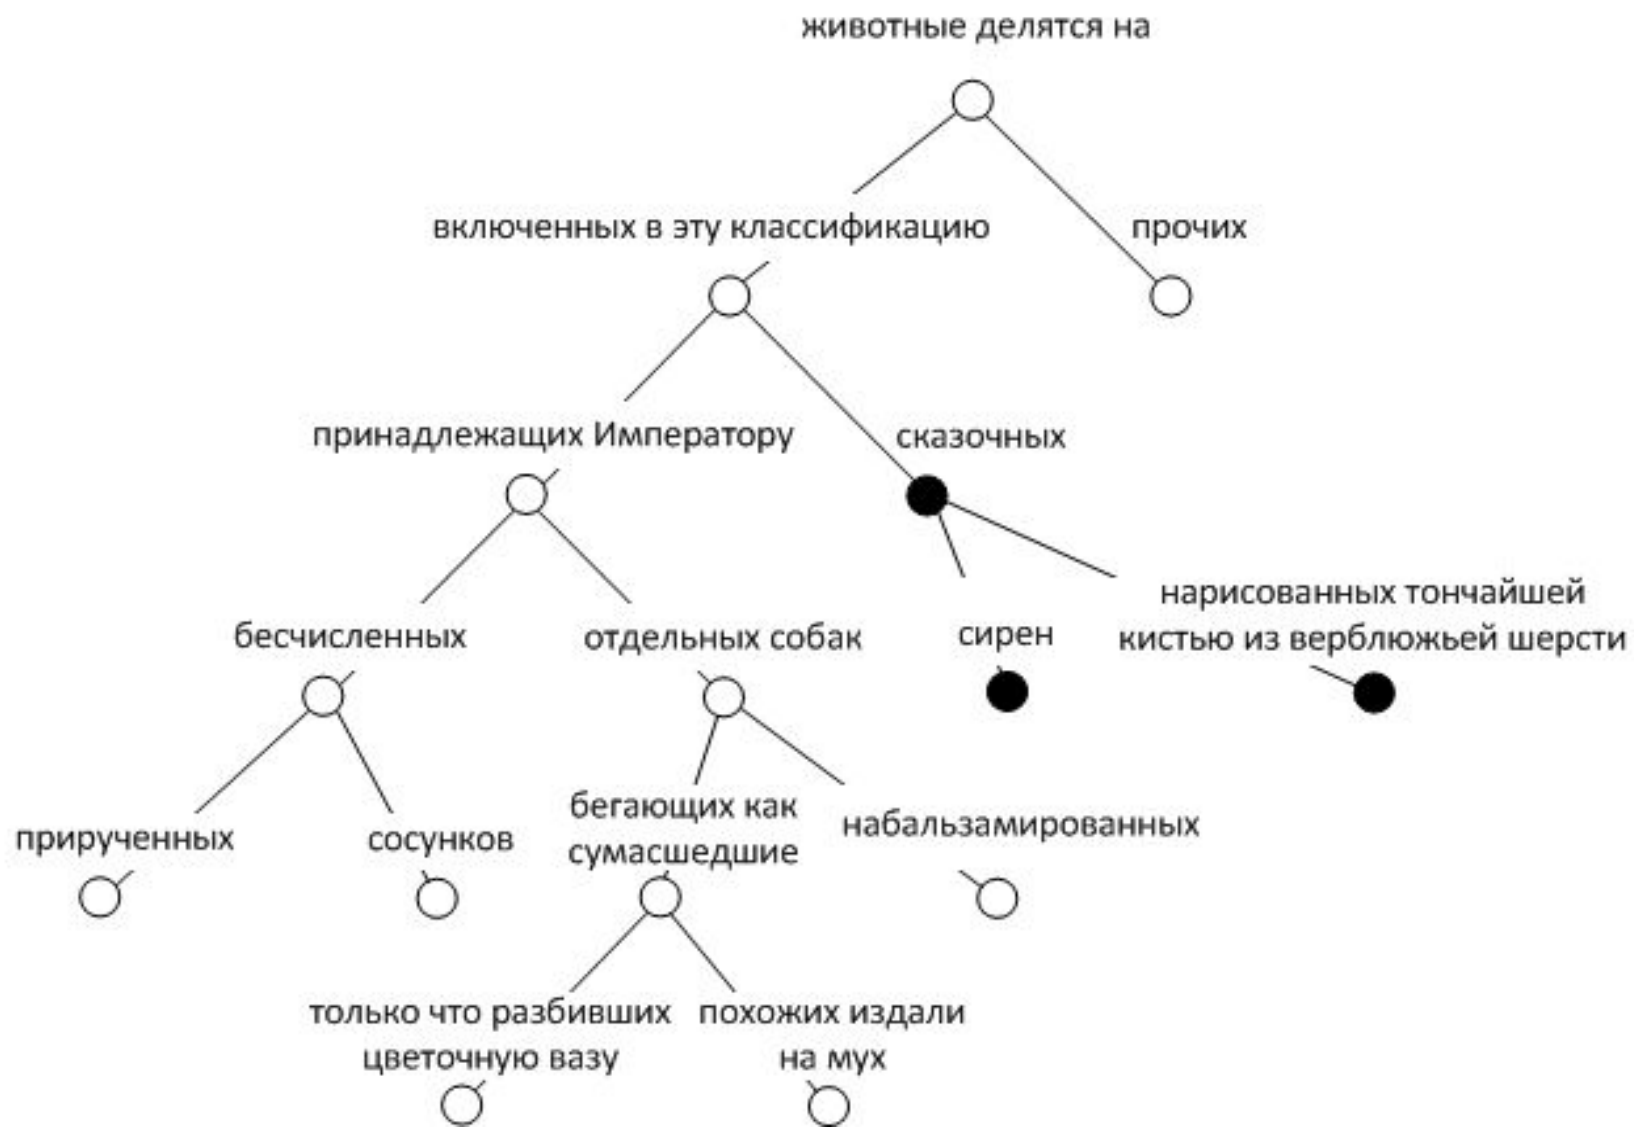 животные делятся на
включенных в эту классификацию
прочих
принадлежащих Императору
сказочных
бесчисленных
отдельных собак
сирен
нарисованных тончайшей
кистью из верблюжьей шерсти
прирученных
сосунков
бегающих как
сумасшедшие
набальзамированных
только что разбивших
цветочную вазу
похожих издали
на мух